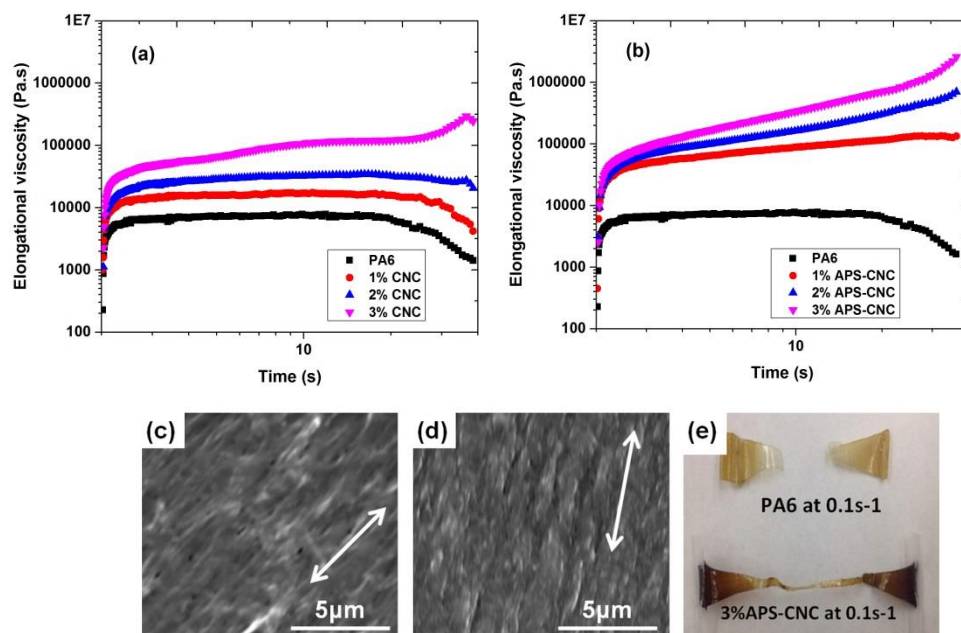 (a)
1E7
1000000
100000
10000
1000
100
Elongational viscosity (Pa.s)
PA6
1% CNC
2% CNC
3% CNC
10
Time (s)
(b)
1E7
1000000
100000
10000
1000
100
Elongational viscosity (Pa.s)
PA6
1% APS-CNC
2% APS-CNC
3% APS-CNC
10
Time (s)
(c)
5μm
(d)
5μm
(e)
PA6 at 0.1s-1
3%APS-CNC at 0.1s-1